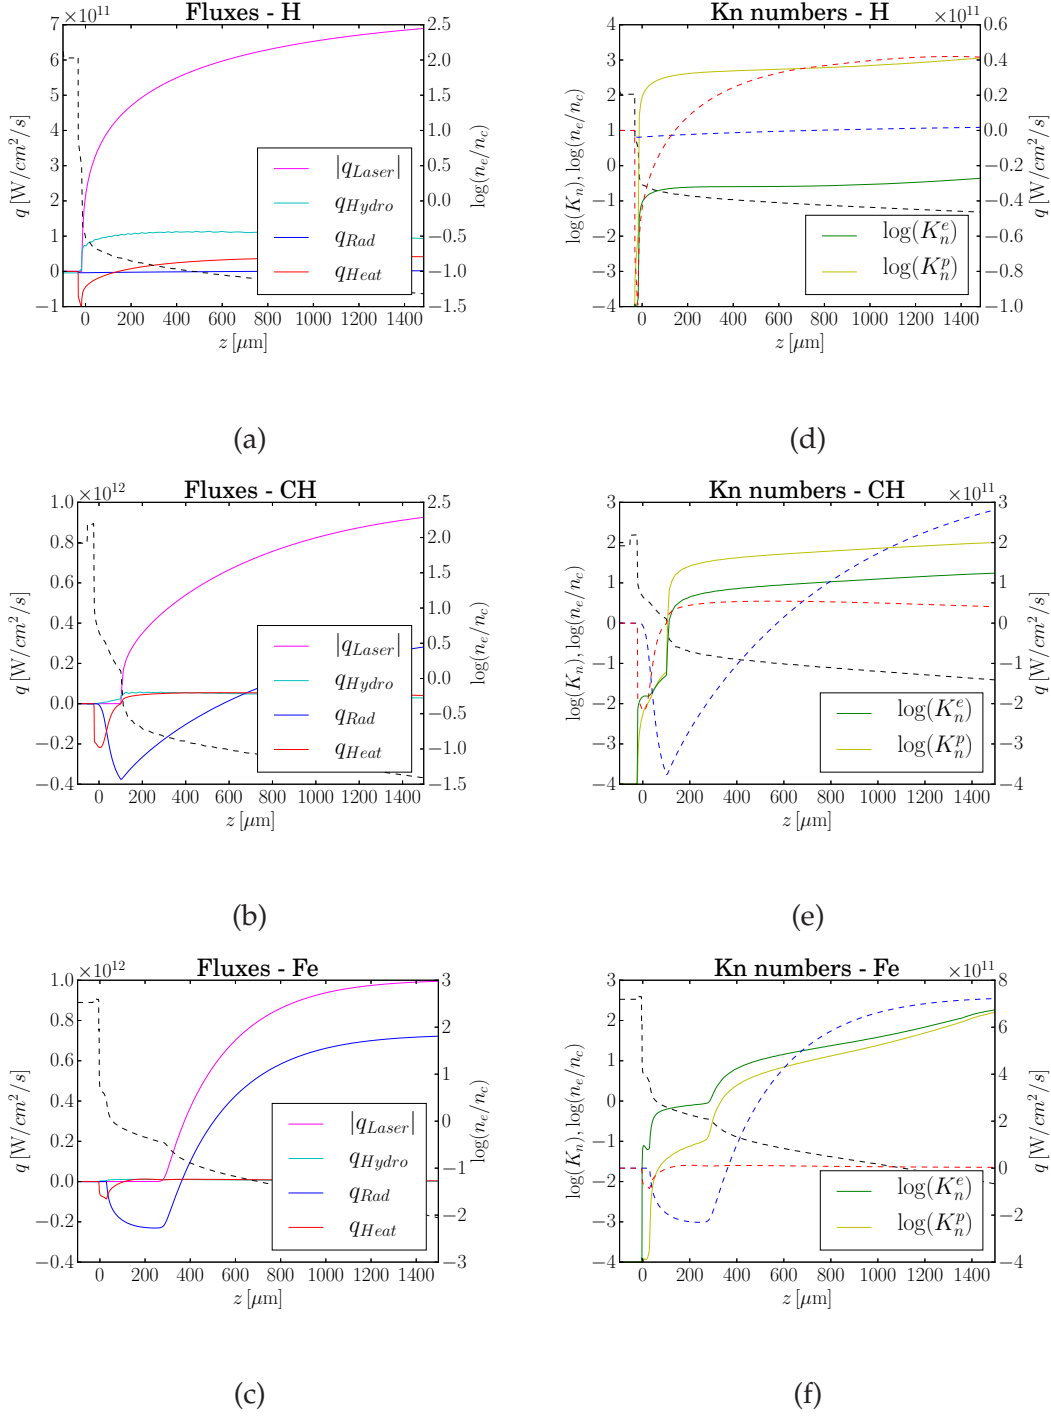 Fluxes - H
×10¹¹
7
6
5
4
3
2
1
0
−1
q [W/cm²/s]
2.5
2.0
1.5
1.0
0.5
0.0
−0.5
−1.0
−1.5
log(n_e/n_c)
|q_Laser|
q_Hydro
q_Rad
q_Heat
0 200 400 600 800 1000 1200 1400
z [μm]
(a)
Kn numbers - H
×10¹¹
4
3
2
1
0
−1
−2
−3
−4
log(K_n), log(n_e/n_c)
0.6
0.4
0.2
0.0
−0.2
−0.4
−0.6
−0.8
−1.0
q [W/cm²/s]
log(K_n^e)
log(K_n^p)
0 200 400 600 800 1000 1200 1400
z [μm]
(d)
Fluxes - CH
×10¹²
1.0
0.8
0.6
0.4
0.2
0.0
−0.2
−0.4
q [W/cm²/s]
2.5
2.0
1.5
1.0
0.5
0.0
−0.5
−1.0
−1.5
log(n_e/n_c)
|q_Laser|
q_Hydro
q_Rad
q_Heat
0 200 400 600 800 1000 1200 1400
z [μm]
(b)
Kn numbers - CH
×10¹¹
3
2
1
0
−1
−2
−3
−4
log(K_n), log(n_e/n_c)
3
2
1
0
−1
−2
−3
−4
q [W/cm²/s]
log(K_n^e)
log(K_n^p)
0 200 400 600 800 1000 1200 1400
z [μm]
(e)
Fluxes - Fe
×10¹²
1.0
0.8
0.6
0.4
0.2
0.0
−0.2
−0.4
q [W/cm²/s]
3
2
1
0
−1
−2
−3
log(n_e/n_c)
|q_Laser|
q_Hydro
q_Rad
q_Heat
0 200 400 600 800 1000 1200 1400
z [μm]
(c)
Kn numbers - Fe
×10¹¹
3
2
1
0
−1
−2
−3
−4
log(K_n), log(n_e/n_c)
8
6
4
2
0
−2
−4
q [W/cm²/s]
log(K_n^e)
log(K_n^p)
0 200 400 600 800 1000 1200 1400
z [μm]
(f)